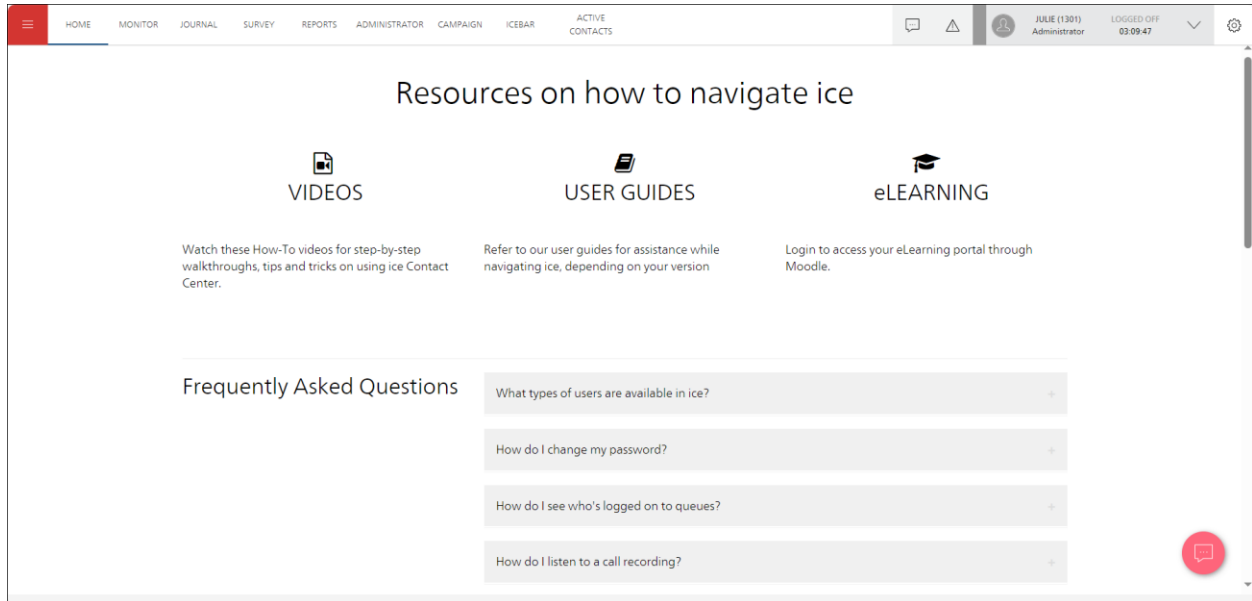 HOME
MONITOR
JOURNAL
SURVEY
REPORTS
ADMINISTRATOR
CAMPAIGN
ICEBAR
ACTIVE
CONTACTS
JULIE (1301)
Administrator
LOGGED OFF
03:09:47
Resources on how to navigate ice
VIDEOS
Watch these How-To videos for step-by-step
walkthroughs, tips and tricks on using ice Contact
Center.
USER GUIDES
Refer to our user guides for assistance while
navigating ice, depending on your version
eLEARNING
Login to access your eLearning portal through
Moodle.
Frequently Asked Questions
What types of users are available in ice?
How do I change my password?
How do I see who's logged on to queues?
How do I listen to a call recording?